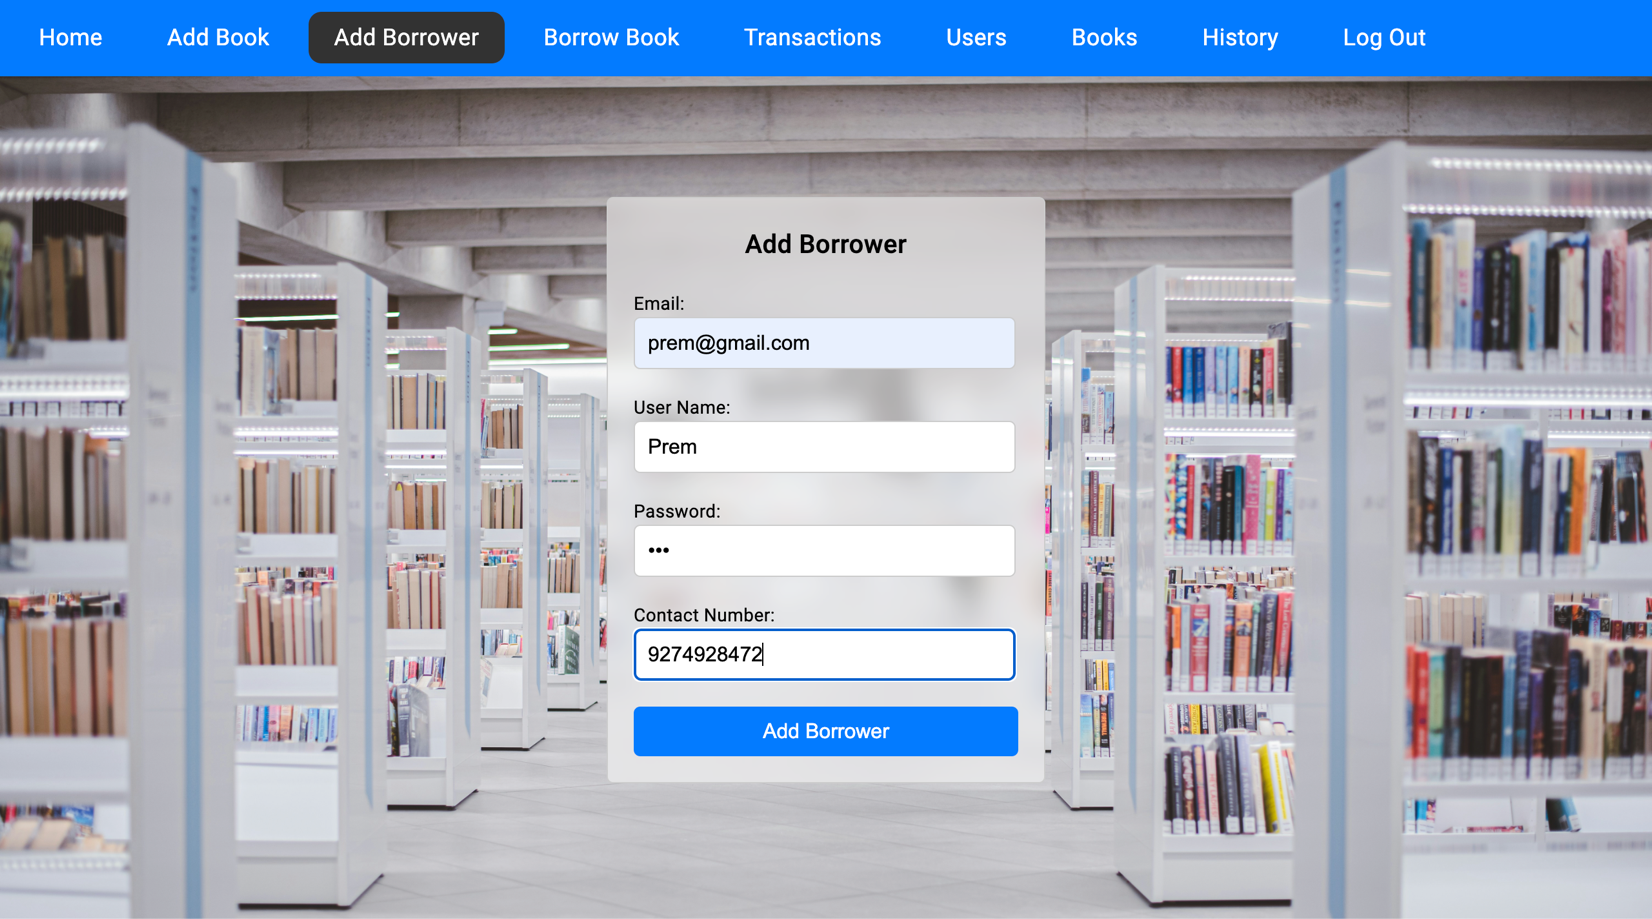 Home Add Book Add Borrower Borrow Book Transactions Users Books History Log Out
Add Borrower
Email:
prem@gmail.com
User Name:
Prem
Password:
•••
Contact Number:
9274928472
Add Borrower